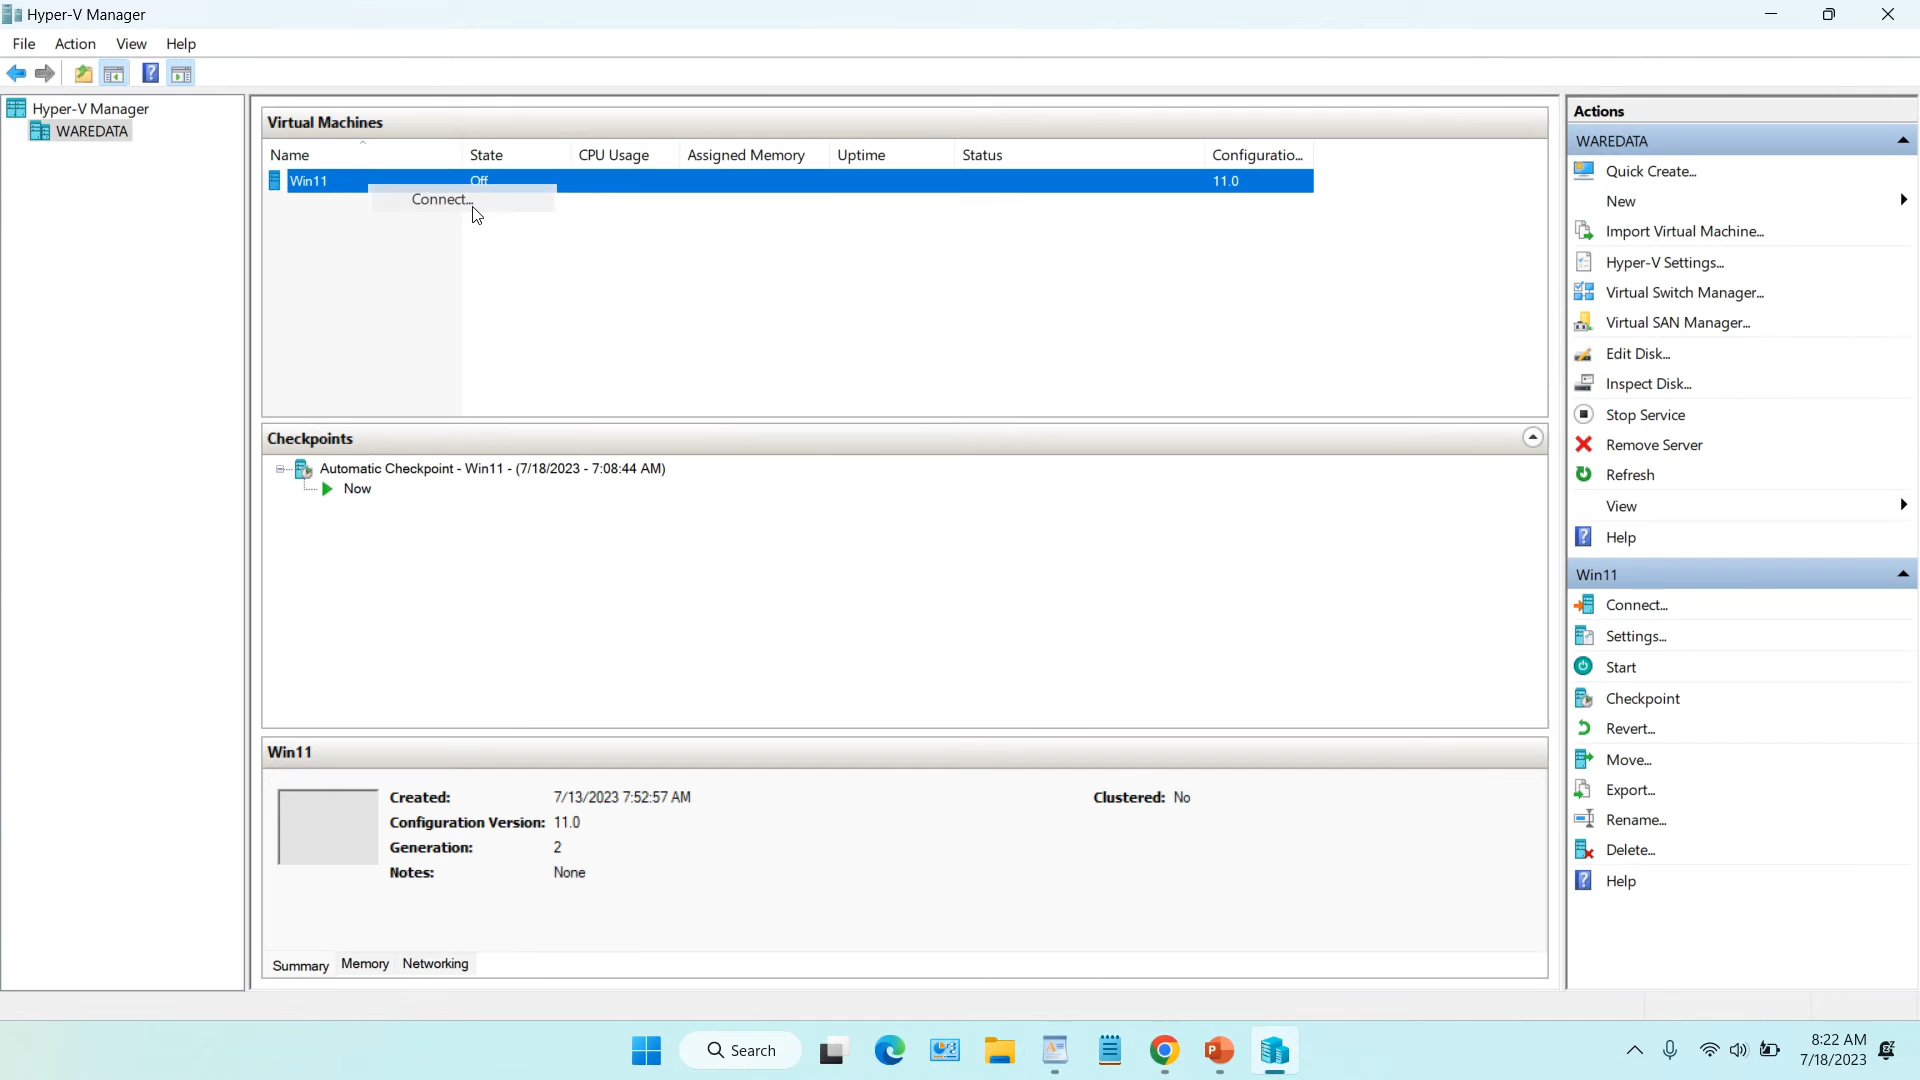 Hyper-V Manager
File Action View Help
Hyper-V Manager
WAREDATA
Virtual Machines
Name State CPU Usage Assigned Memory Uptime Status Configuratio...
Win11 Off 11.0
Connect...
Checkpoints
Automatic Checkpoint - Win11 - (7/18/2023 - 7:08:44 AM)
Now
Win11
Created: 7/13/2023 7:52:57 AM Clustered: No
Configuration Version: 11.0
Generation: 2
Notes: None
Summary Memory Networking
Actions
WAREDATA
Quick Create...
New
Import Virtual Machine...
Hyper-V Settings...
Virtual Switch Manager...
Virtual SAN Manager...
Edit Disk...
Inspect Disk...
Stop Service
Remove Server
Refresh
View
Help
Win11
Connect...
Settings...
Start
Checkpoint
Revert...
Move...
Export...
Rename...
Delete...
Help
Search
8:22 AM
7/18/2023